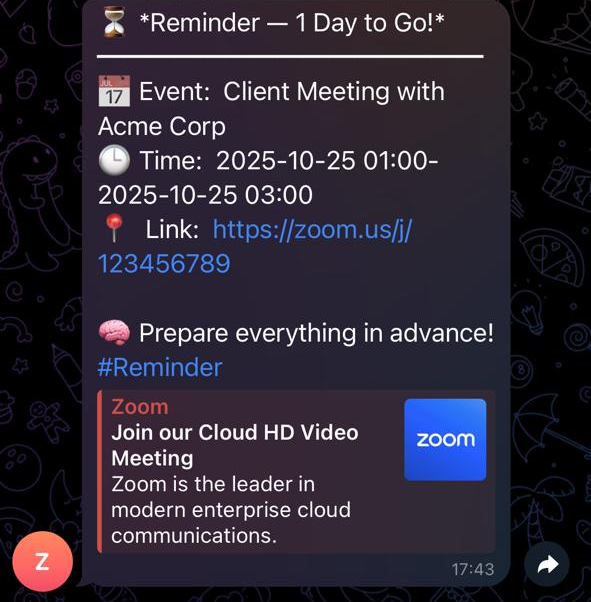 ⏳ *Reminder — 1 Day to Go!*
📅 Event:  Client Meeting with
Acme Corp
🕒 Time:  2025-10-25 01:00-
2025-10-25 03:00
📍  Link:  https://zoom.us/j/
123456789
🧠 Prepare everything in advance!
#Reminder
Zoom
Join our Cloud HD Video
Meeting
Zoom is the leader in
modern enterprise cloud
communications.
zoom
17:43
Z